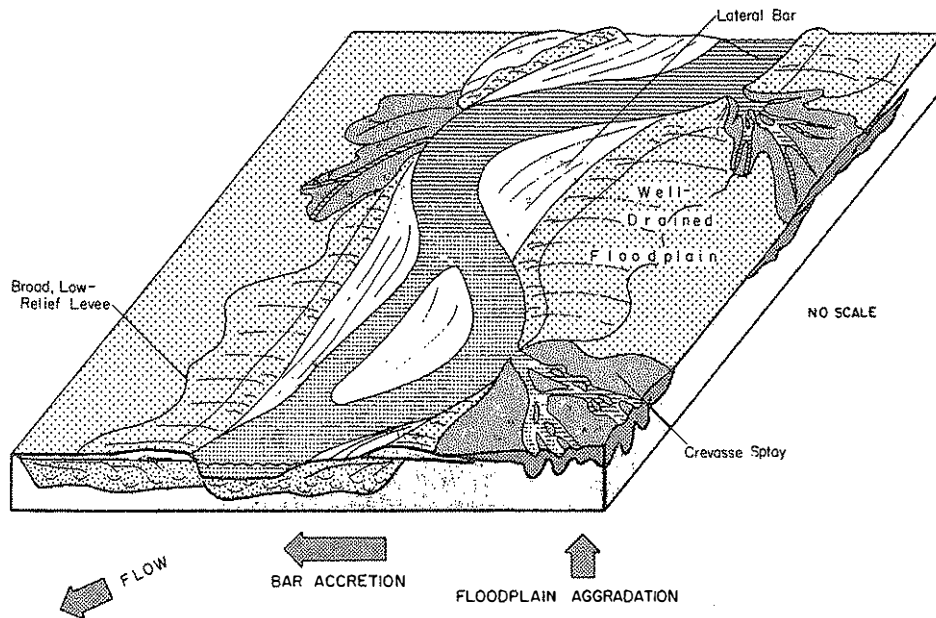 Lateral Bar
Well-
Drained
Floodplain
Broad, Low-
Relief Levee
NO SCALE
Crevasse Splay
FLOW
BAR ACCRETION
FLOODPLAIN AGGRADATION